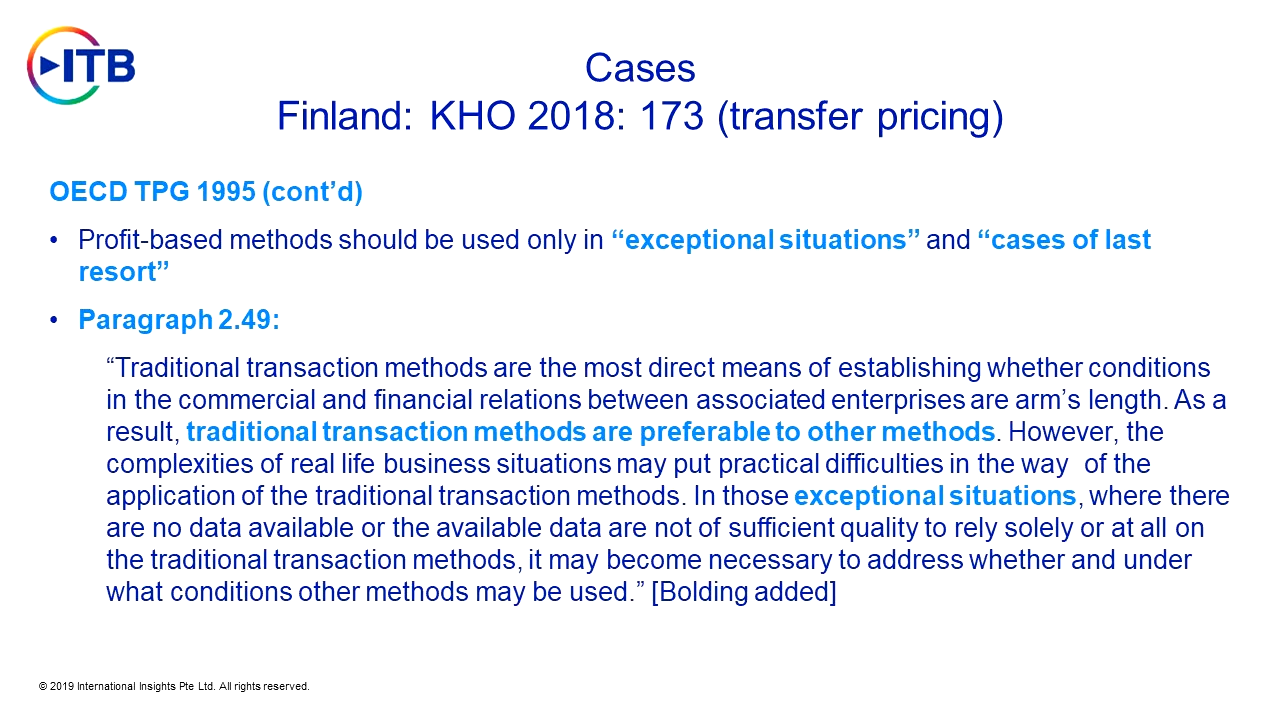 ITB
Cases
Finland: KHO 2018: 173 (transfer pricing)
OECD TPG 1995 (cont’d)
• Profit-based methods should be used only in “exceptional situations” and “cases of last
resort”
• Paragraph 2.49:
“Traditional transaction methods are the most direct means of establishing whether conditions
in the commercial and financial relations between associated enterprises are arm’s length. As a
result, traditional transaction methods are preferable to other methods. However, the
complexities of real life business situations may put practical difficulties in the way of the
application of the traditional transaction methods. In those exceptional situations, where there
are no data available or the available data are not of sufficient quality to rely solely or at all on
the traditional transaction methods, it may become necessary to address whether and under
what conditions other methods may be used.” [Bolding added]
© 2019 International Insights Pte Ltd. All rights reserved.